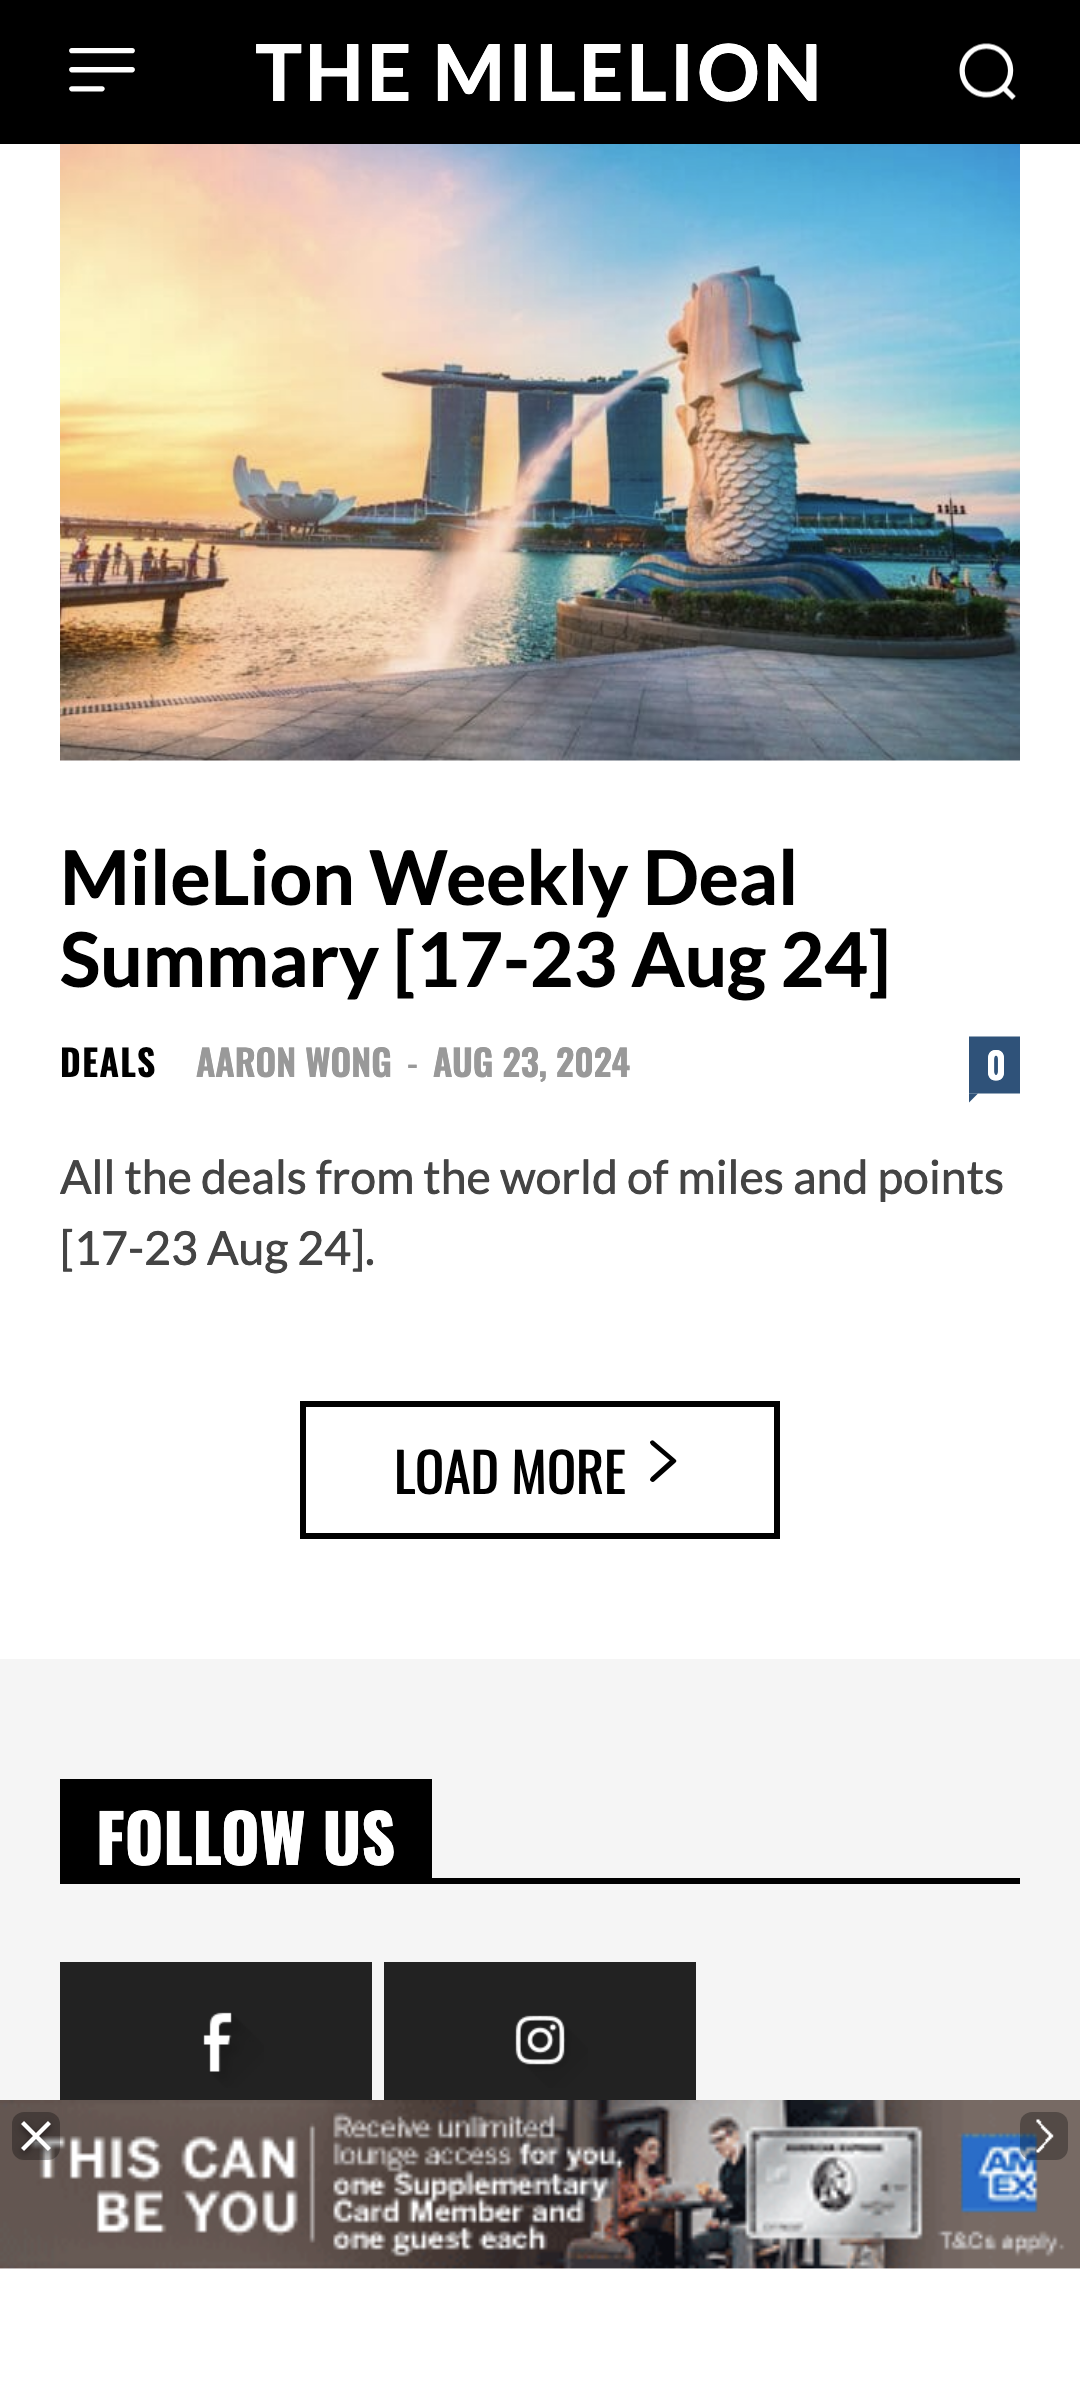 THE MILELION
MileLion Weekly Deal
Summary [17-23 Aug 24]
DEALS AARON WONG - AUG 23, 2024
0
All the deals from the world of miles and points
[17-23 Aug 24].
LOAD MORE
FOLLOW US
THIS CAN
BE YOU
Receive unlimited
lounge access for you,
one Supplementary
Card Member and
one guest each
AMERICAN EXPRESS
AM
EX
T&Cs apply.